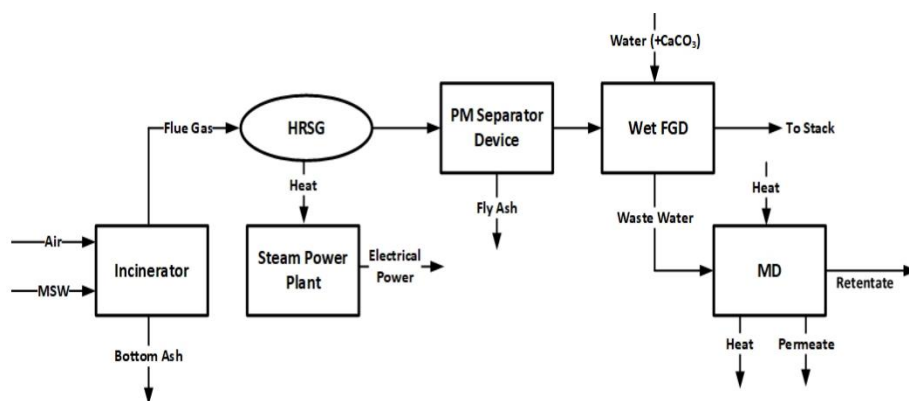 Water (+CaCO₃)
Flue Gas
HRSG
PM Separator
Device
Wet FGD
To Stack
Heat
Heat
Fly Ash
Waste Water
Air
MSW
Incinerator
Steam Power
Plant
Electrical
Power
MD
Retentate
Bottom Ash
Heat
Permeate